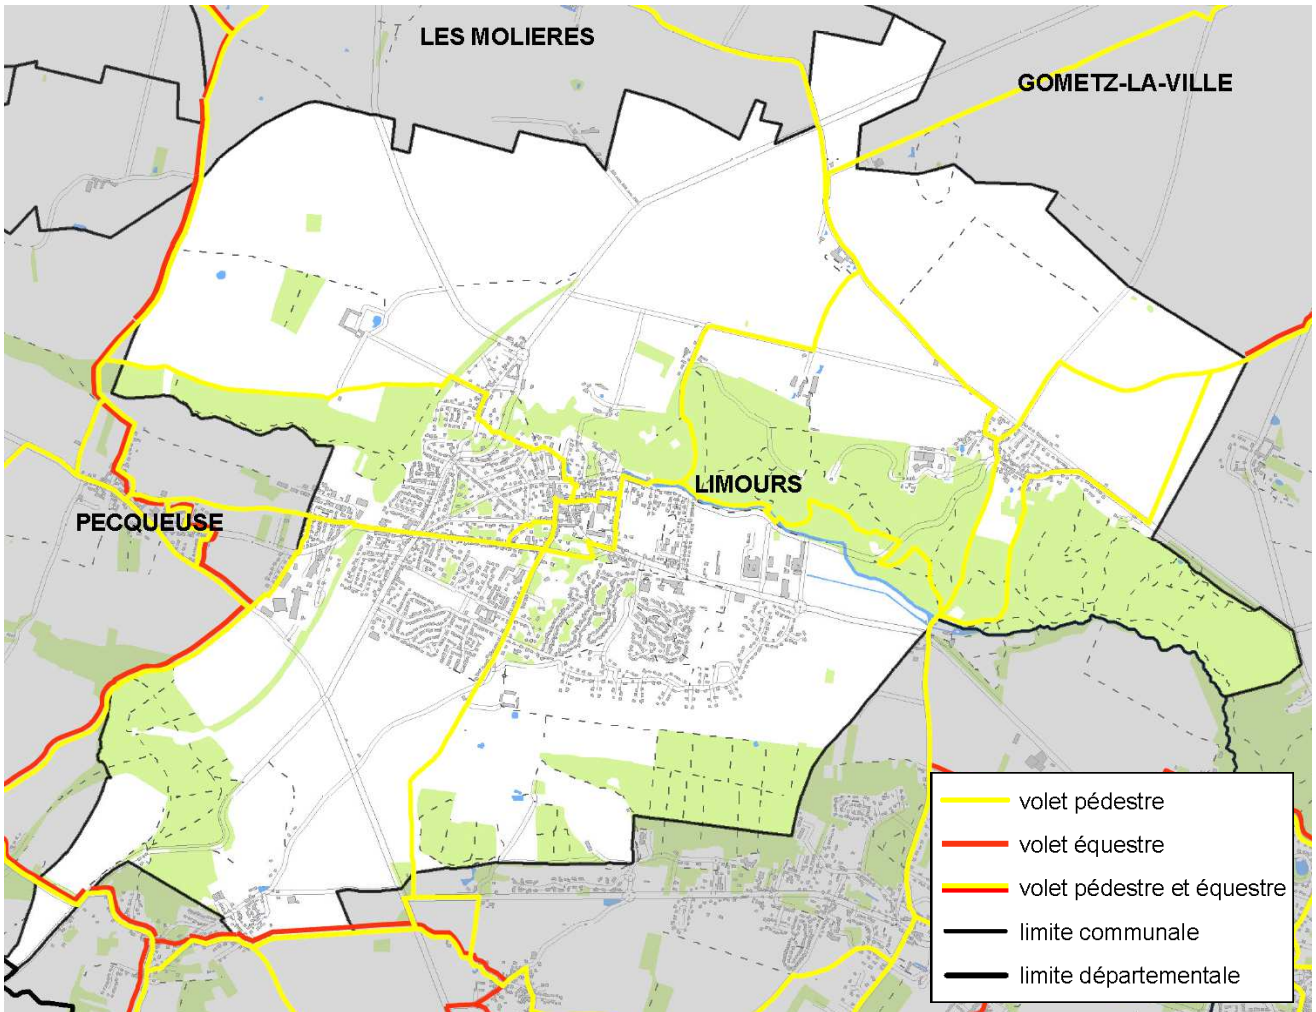 LES MOLIERES
GOMETZ-LA-VILLE
LIMOURS
PECQUEUSE
volet pédestre
volet équestre
volet pédestre et équestre
limite communale
limite départementale